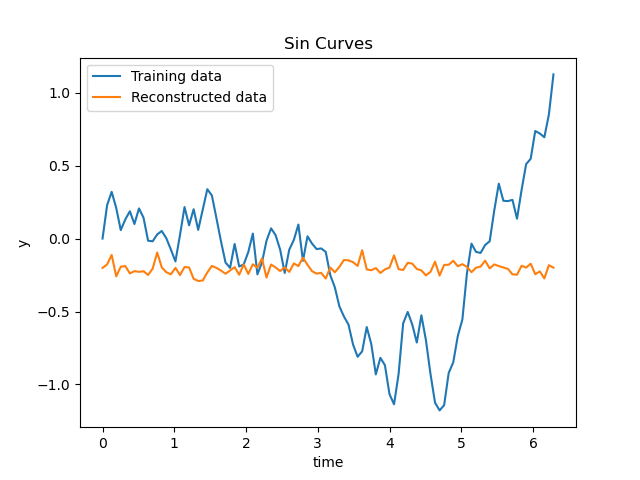 Sin Curves
Training data
Reconstructed data
1.0
0.5
0.0
−0.5
−1.0
y
0 1 2 3 4 5 6
time